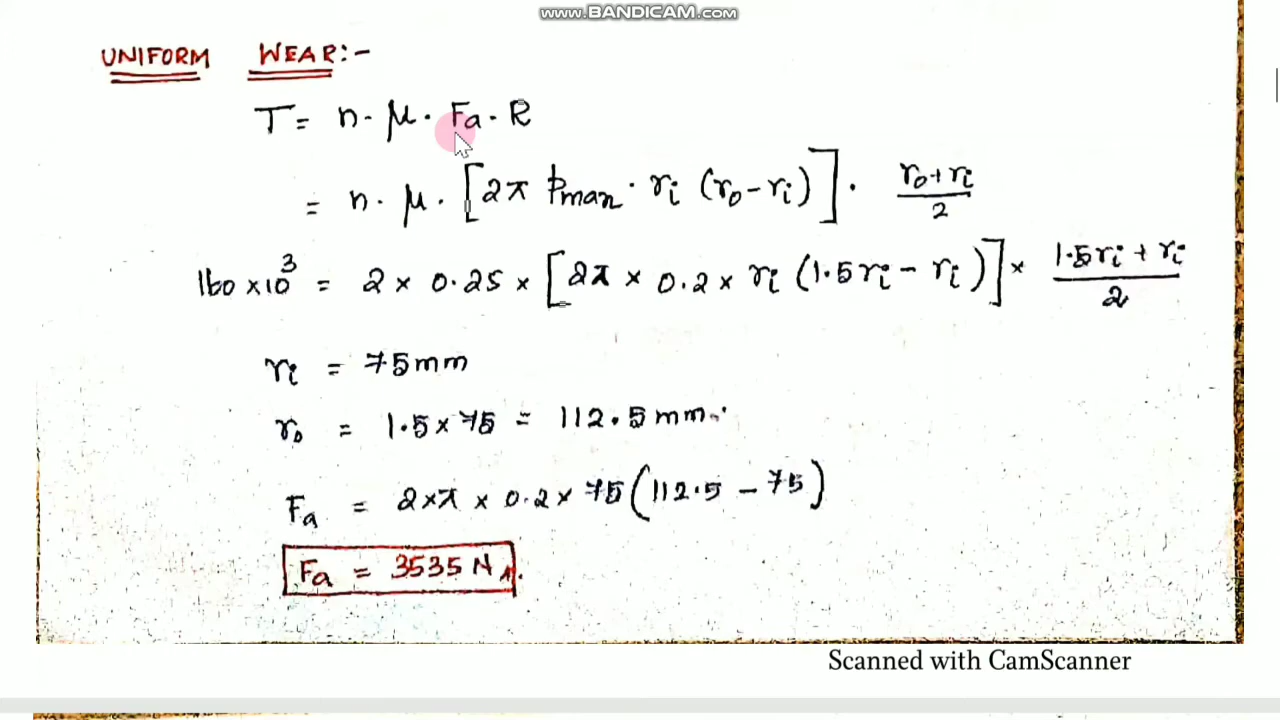 www.BANDICAM.com
UNIFORM WEAR:-
T = n. μ. Fa. R
= n. μ. [2π pmax. ri (ro - ri)]. ro + ri / 2
160 x 10³ = 2 x 0.25 x [2π x 0.2 x ri (1.5ri - ri)] x 1.5ri + ri / 2
ri = 75mm
ro = 1.5 x 75 = 112.5 mm.
Fa = 2 x π x 0.2 x 75 (112.5 - 75)
Fa = 3535 N.
Scanned with CamScanner